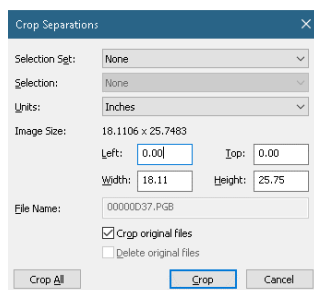 Crop Separations
Selection Set: None
Selection: None
Units: Inches
Image Size: 18.1106 x 25.7483
Left: 0.00 Top: 0.00
Width: 18.11 Height: 25.75
File Name: 00000D37.PGB
Crop original files
Delete original files
Crop All Crop Cancel